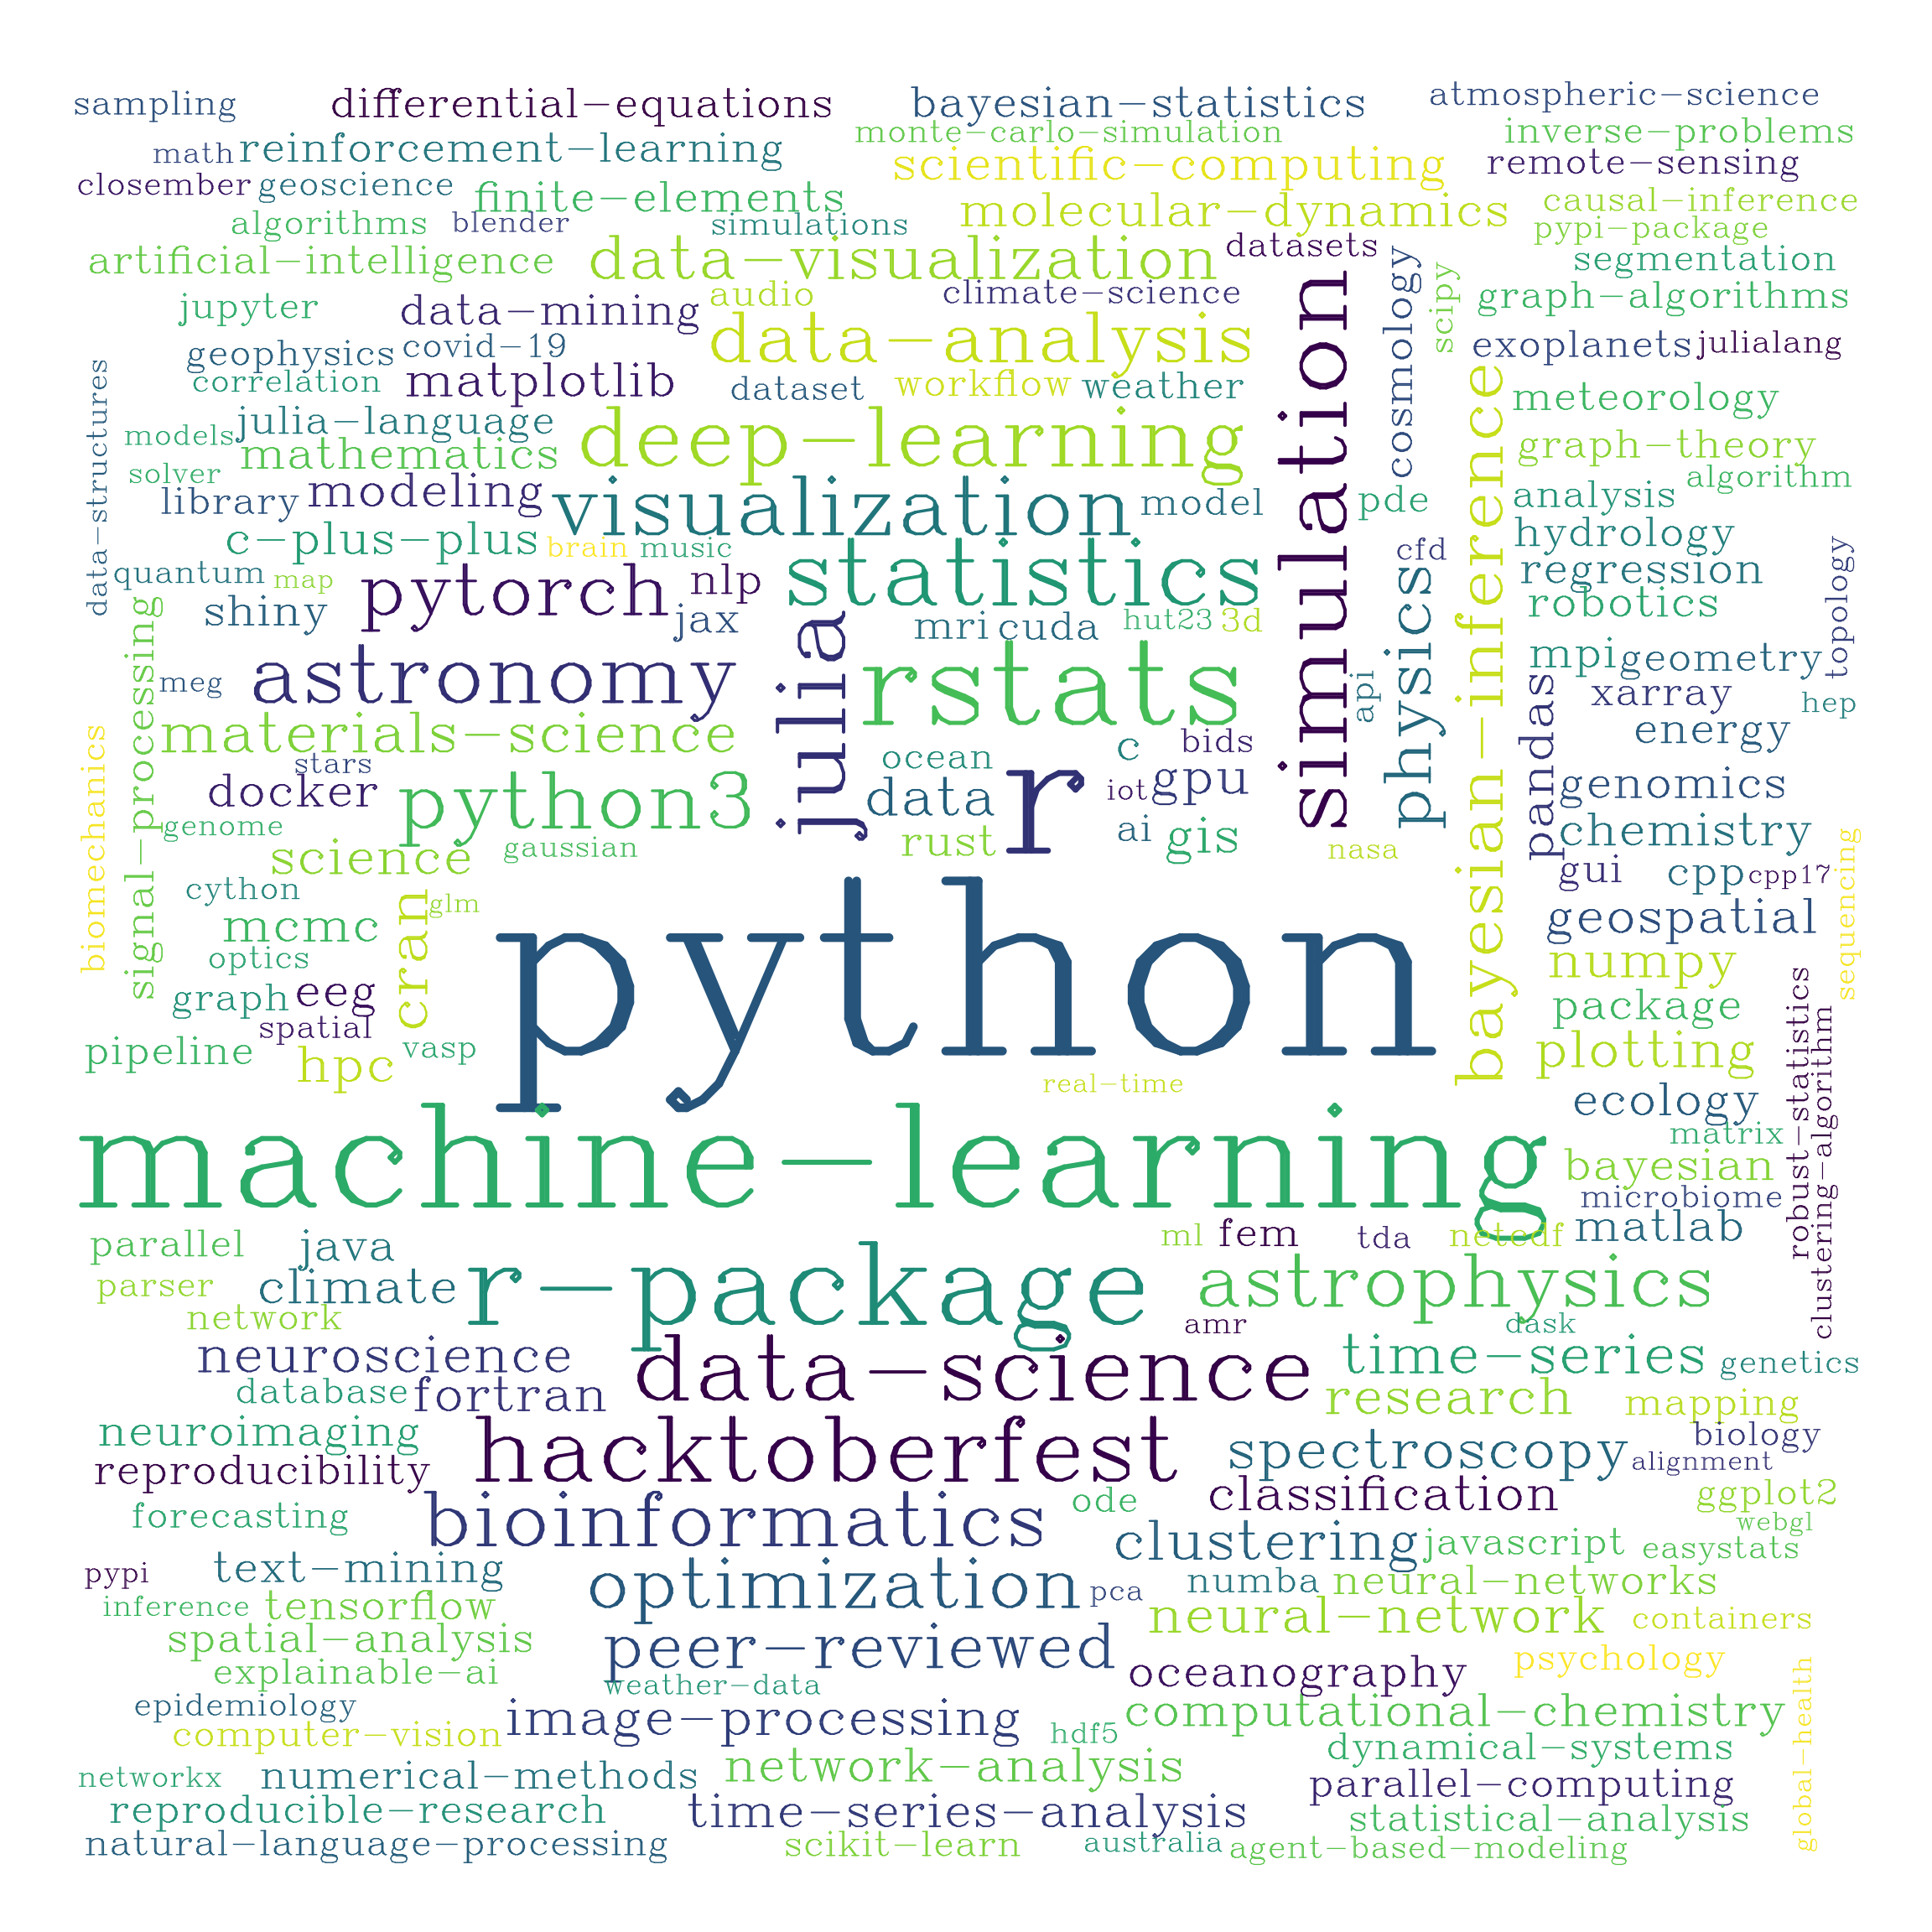 sampling
differential-equations
bayesian-statistics
atmospheric-science
monte-carlo-simulation
inverse-problems
math
reinforcement-learning
scientific-computing
remote-sensing
closember
geoscience
finite-elements
molecular-dynamics
causal-inference
algorithms
blender
simulations
pypi-package
artificial-intelligence
data-visualization
datasets
segmentation
jupyter
data-mining
audio
climate-science
simulation
cosmology
scipy
graph-algorithms
geophysics
covid-19
data-analysis
exoplanets
julialang
correlation
matplotlib
dataset
workflow
weather
meteorology
data-structures
models
julia-language
deep-learning
bayesian-inference
graph-theory
solver
mathematics
algorithm
library
modeling
visualization
model
pde
analysis
c-plus-plus
brain
music
statistics
cfd
hydrology
quantum
map
pytorch
nlp
physics
regression
topology
signal-processing
shiny
jax
julia
mri
cuda
hut23
3d
robotics
meg
astronomy
rstats
api
mpi
geometry
xarray
hep
biomechanics
materials-science
ocean
c
bids
pandas
energy
stars
docker
python3
data
r
iot
gpu
genomics
genome
science
gaussian
rust
ai
gis
nasa
chemistry
cython
cran
glm
gui
cpp
cpp17
sequencing
mcmc
python
geospatial
optics
numpy
graph
eeg
package
robust-statistics
spatial
pipeline
hpc
vasp
real-time
plotting
clustering-algorithm
ecology
machine-learning
matrix
bayesian
microbiome
parallel
java
ml
fem
tda
netcdf
matlab
parser
climate
r-package
astrophysics
network
amr
dask
neuroscience
data-science
time-series
genetics
database
fortran
research
mapping
neuroimaging
hacktoberfest
spectroscopy
biology
reproducibility
alignment
forecasting
bioinformatics
ode
classification
ggplot2
webgl
pypi
text-mining
clustering
javascript
easystats
inference
tensorflow
optimization
pca
numba
neural-networks
spatial-analysis
peer-reviewed
neural-network
containers
explainable-ai
weather-data
oceanography
psychology
epidemiology
computer-vision
image-processing
hdf5
computational-chemistry
global-health
networkx
numerical-methods
network-analysis
dynamical-systems
parallel-computing
reproducible-research
time-series-analysis
statistical-analysis
natural-language-processing
scikit-learn
australia
agent-based-modeling